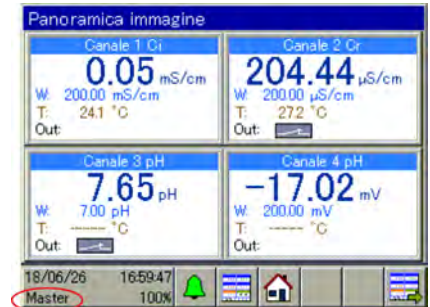 Panoramica immagine
Canale 1 Ci
0.05 mS/cm
W: 200.00 mS/cm
T: 24.1 °C
Out:
Canale 2 Cr
204.44 µS/cm
W: 200.00 µS/cm
T: 27.2 °C
Out:
Canale 3 pH
7.65 pH
W: 7.00 pH
T: ------ °C
Out:
Canale 4 pH
-17.02 mV
W: 200.00 mV
T: ------ °C
Out:
18/06/26 16:59:47
Master 100%